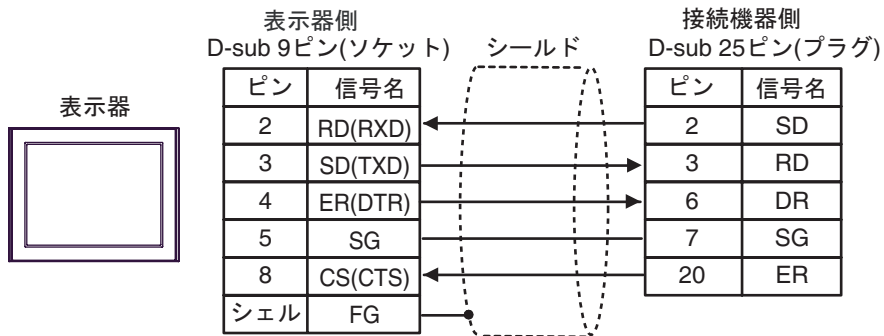 表示器側
D-sub 9ピン(ソケット)
シールド
接続機器側
D-sub 25ピン(プラグ)
表示器
ピン 信号名
2 RD(RXD)
3 SD(TXD)
4 ER(DTR)
5 SG
8 CS(CTS)
シェル FG
ピン 信号名
2 SD
3 RD
6 DR
7 SG
20 ER